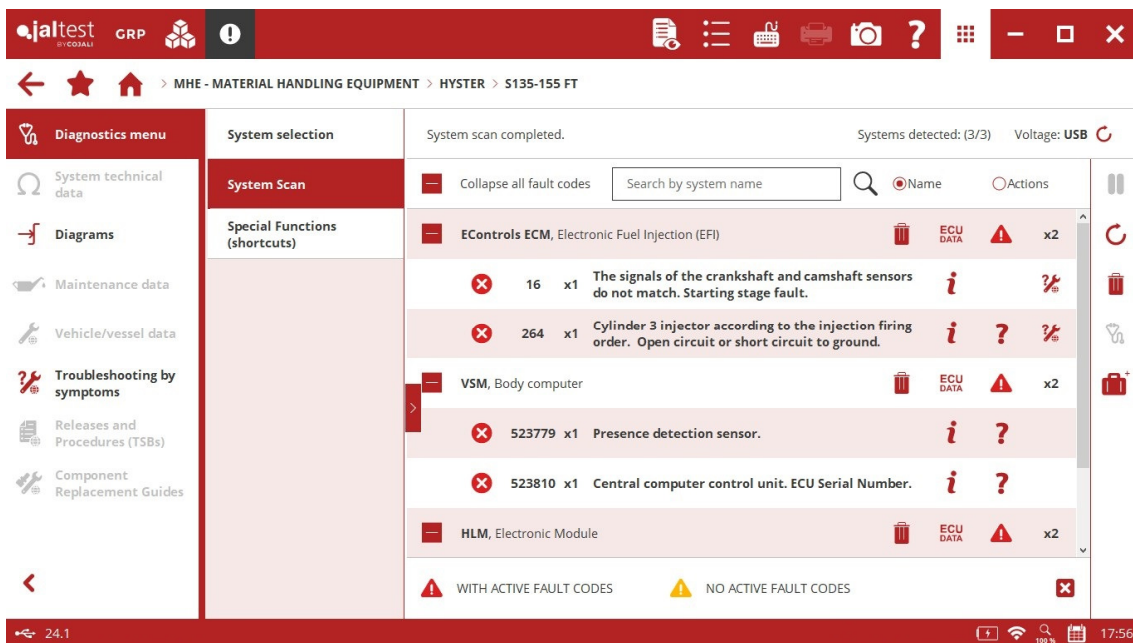 jaltest GRP
BY COJALI
> MHE - MATERIAL HANDLING EQUIPMENT > HYSTER > S135-155 FT
Diagnostics menu
System technical
data
Diagrams
Maintenance data
Vehicle/vessel data
Troubleshooting by
symptoms
Releases and
Procedures (TSBs)
Component
Replacement Guides
System selection
System Scan
Special Functions
(shortcuts)
System scan completed. Systems detected: (3/3) Voltage: USB
Collapse all fault codes Search by system name Name Actions
EControls ECM, Electronic Fuel Injection (EFI) ECU DATA x2
16 x1 The signals of the crankshaft and camshaft sensors
do not match. Starting stage fault.
264 x1 Cylinder 3 injector according to the injection firing
order. Open circuit or short circuit to ground.
VSM, Body computer ECU DATA x2
523779 x1 Presence detection sensor.
523810 x1 Central computer control unit. ECU Serial Number.
HLM, Electronic Module ECU DATA x2
WITH ACTIVE FAULT CODES NO ACTIVE FAULT CODES
24.1 100 % 17:56